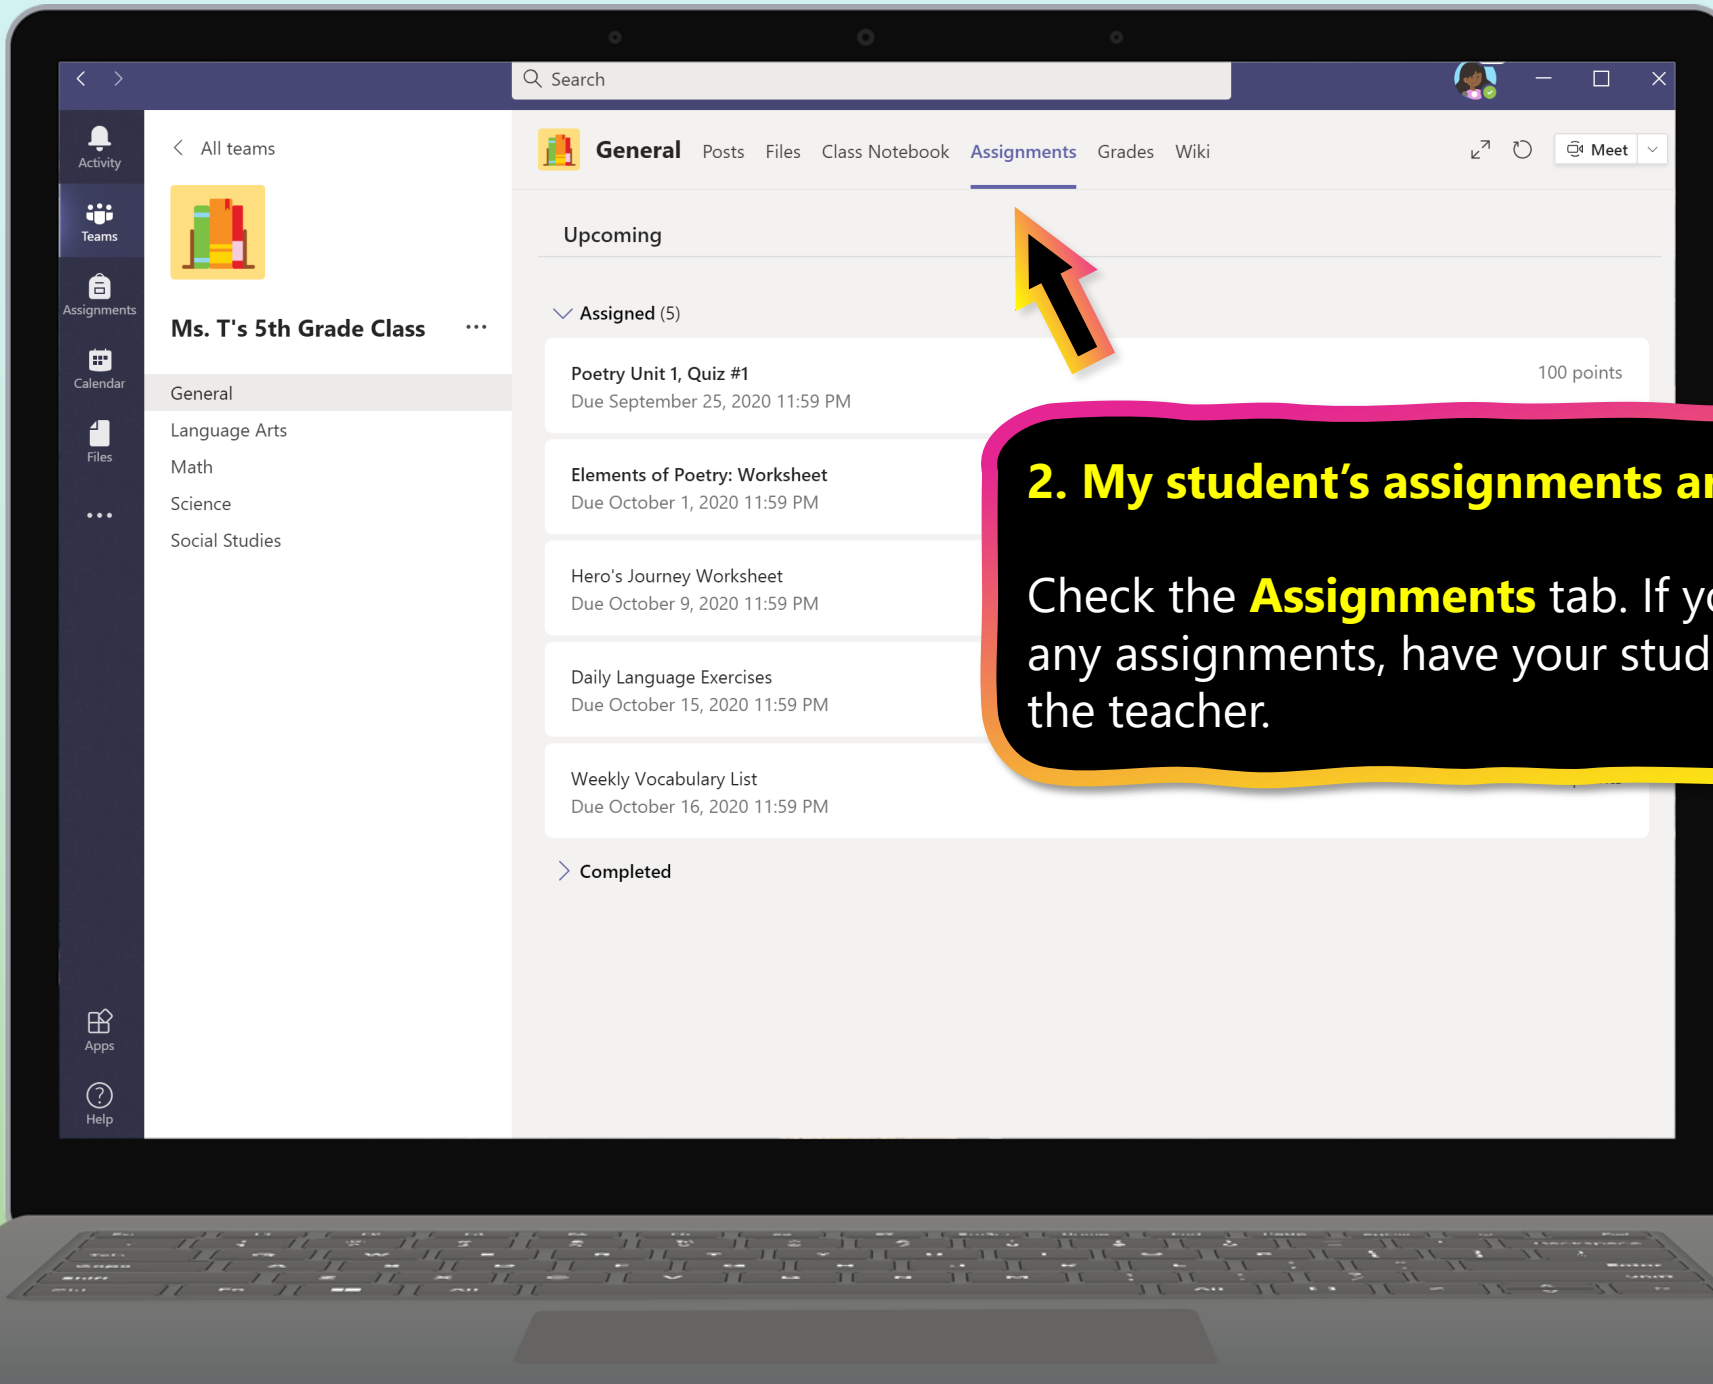 Search
Activity
Teams
Assignments
Calendar
Files
Apps
Help
All teams
Ms. T's 5th Grade Class
General
Language Arts
Math
Science
Social Studies
General Posts Files Class Notebook Assignments Grades Wiki
Meet
Upcoming
Assigned (5)
Poetry Unit 1, Quiz #1
100 points
Due September 25, 2020 11:59 PM
Elements of Poetry: Worksheet
Due October 1, 2020 11:59 PM
Hero's Journey Worksheet
Due October 9, 2020 11:59 PM
Daily Language Exercises
Due October 15, 2020 11:59 PM
Weekly Vocabulary List
Due October 16, 2020 11:59 PM
Completed
2. My student’s assignments
Check the Assignments tab. If
any assignments, have your
the teacher.